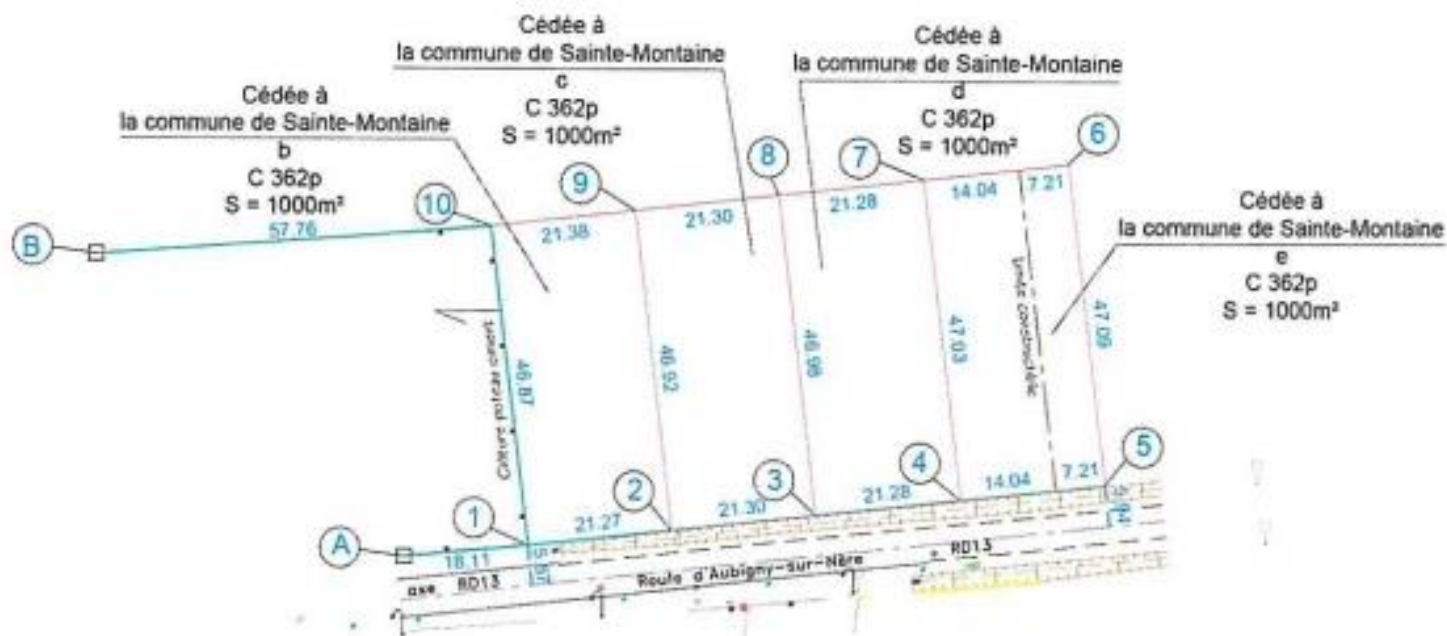 Cédée à
la commune de Sainte-Montaine
b
C 362p
S = 1000m²
Cédée à
la commune de Sainte-Montaine
c
C 362p
S = 1000m²
Cédée à
la commune de Sainte-Montaine
d
C 362p
S = 1000m²
Cédée à
la commune de Sainte-Montaine
e
C 362p
S = 1000m²
B
57.76
10
21.38
9
21.30
8
21.28
7
14.04
7.21
6
Clôture poteau ciment
46.87
46.92
46.98
47.03
Limite constructible
47.09
A
18.11
1
21.27
2
21.30
3
21.28
4
14.04
7.21
5
axe RD13
Route d'Aubigny-sur-Nère
RD13